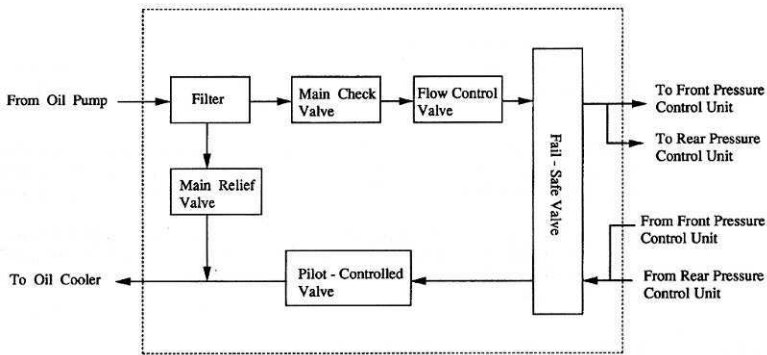 From Oil Pump
Filter
Main Check
Valve
Flow Control
Valve
Fail - Safe Valve
To Front Pressure
Control Unit
To Rear Pressure
Control Unit
Main Relief
Valve
From Front Pressure
Control Unit
To Oil Cooler
Pilot - Controlled
Valve
From Rear Pressure
Control Unit